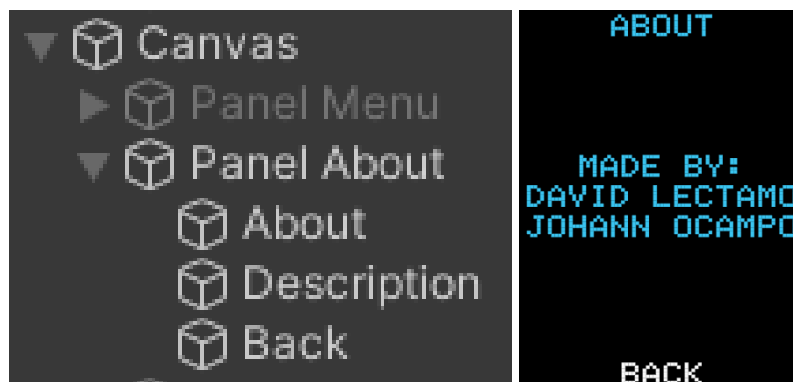 Canvas
Panel Menu
Panel About
About
Description
Back
ABOUT
MADE BY:
DAVID LECTAMO
JOHANN OCAMPO
BACK